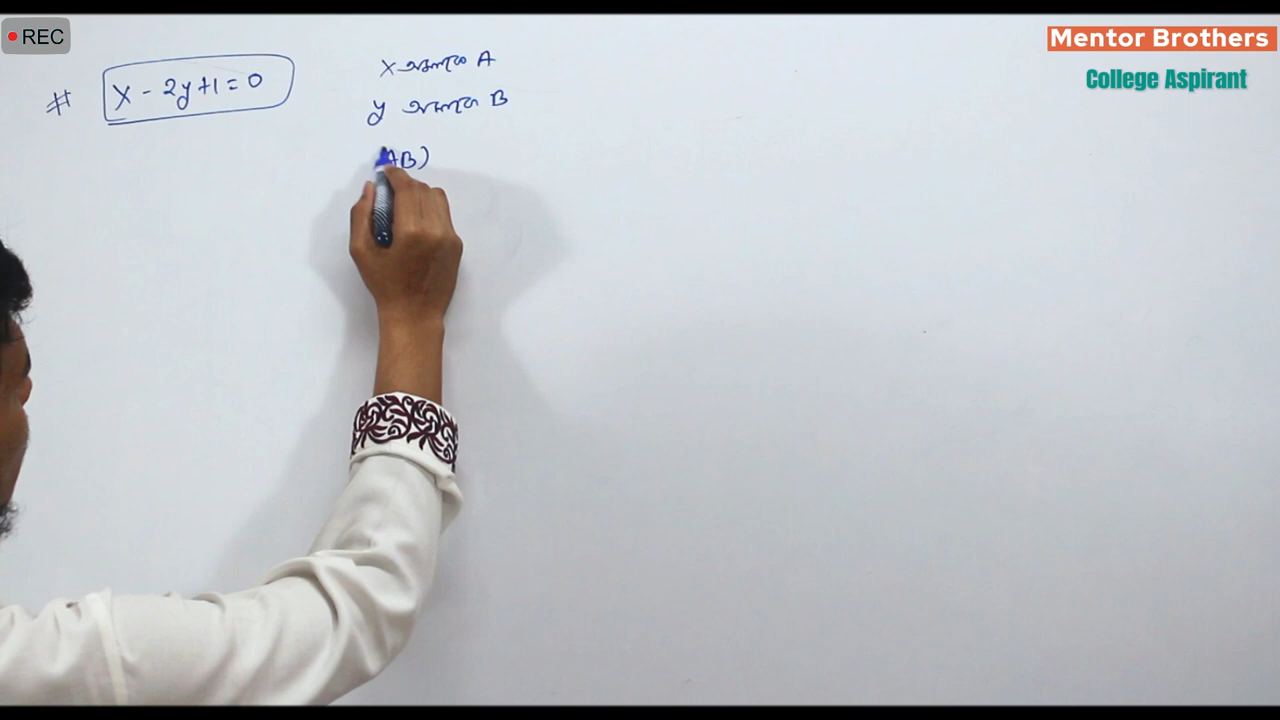 REC
Mentor Brothers
College Aspirant
# x - 2y+1=0
x অক্ষকে A
y অক্ষকে B
AB)